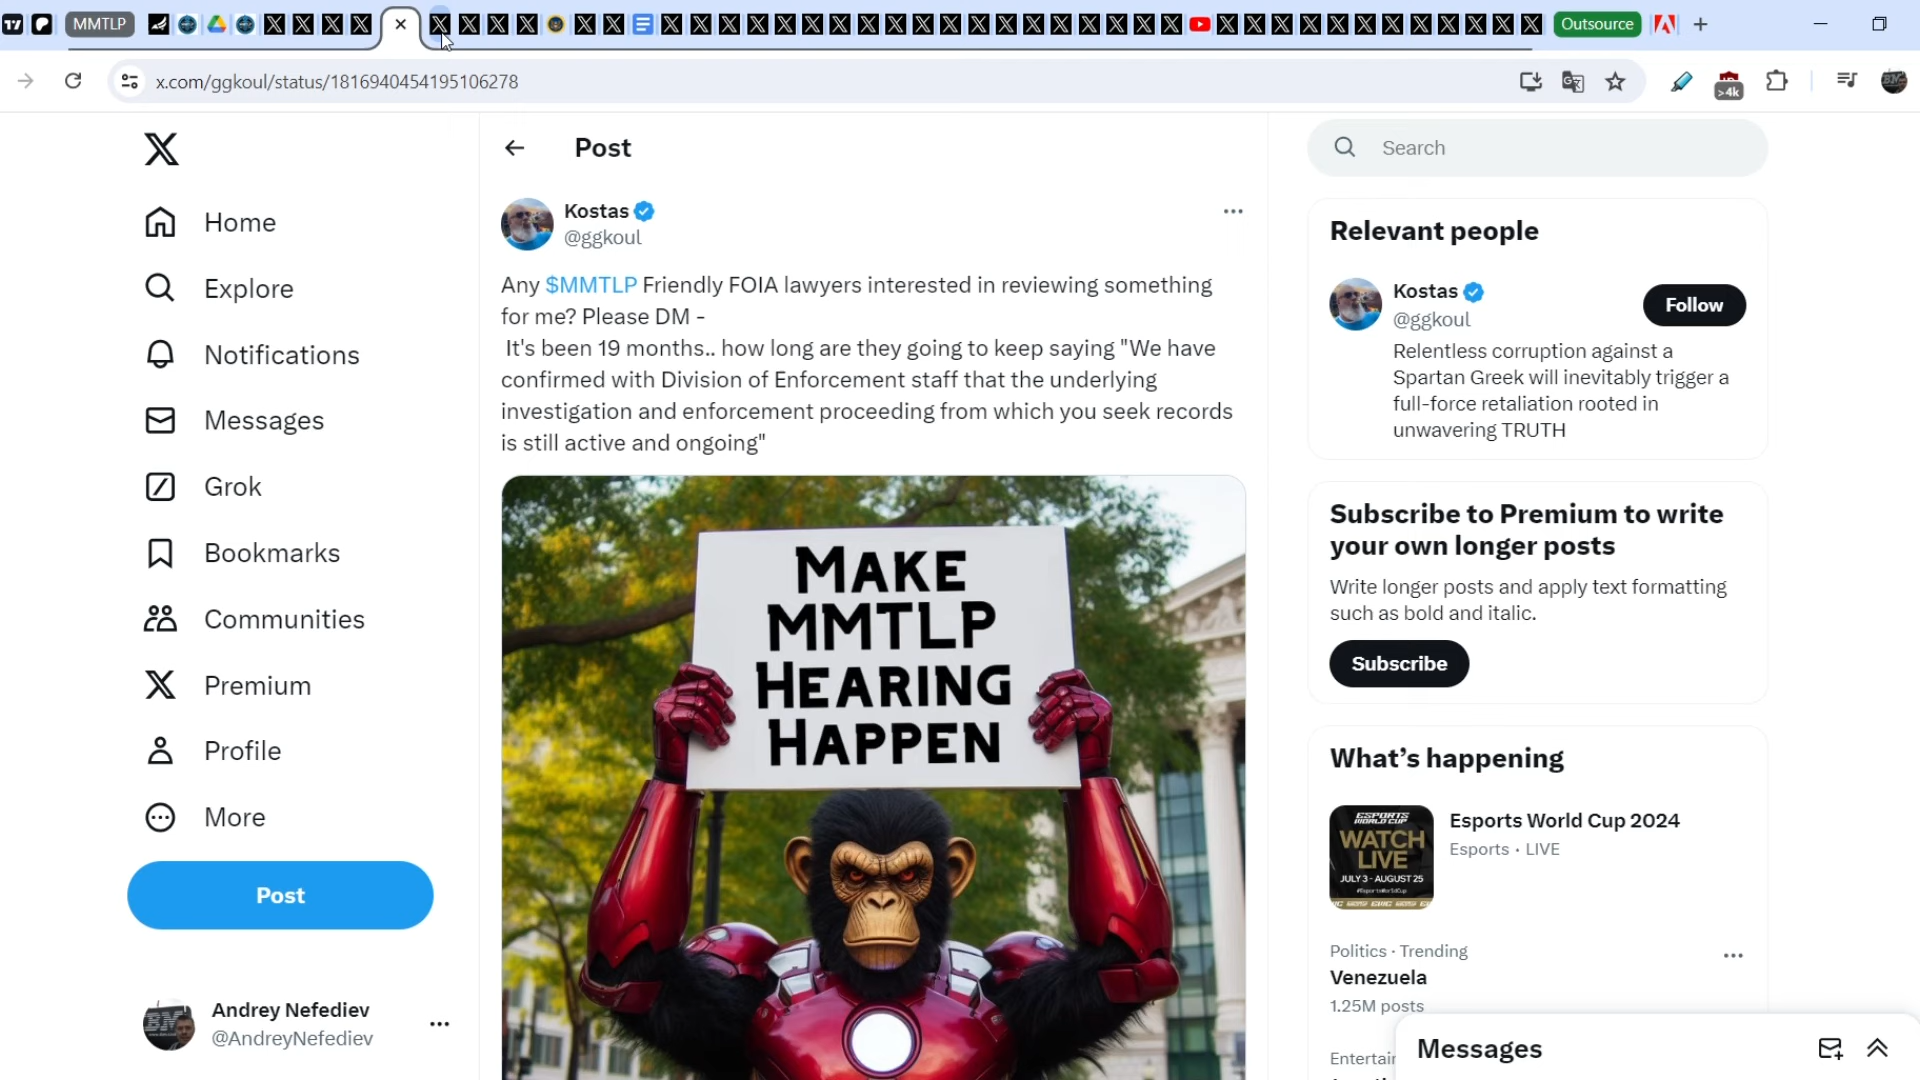 MMTLP
Outsource
x.com/ggkoul/status/1816940454195106278
>4k
Post
Search
Home
Explore
Notifications
Messages
Grok
Bookmarks
Communities
Premium
Profile
More
Post
Andrey Nefediev
@AndreyNefediev
Kostas
@ggkoul
Any $MMTLP Friendly FOIA lawyers interested in reviewing something
for me? Please DM -
It's been 19 months.. how long are they going to keep saying "We have
confirmed with Division of Enforcement staff that the underlying
investigation and enforcement proceeding from which you seek records
is still active and ongoing"
MAKE
MMTLP
HEARING
HAPPEN
Relevant people
Kostas
@ggkoul
Follow
Relentless corruption against a
Spartan Greek will inevitably trigger a
full-force retaliation rooted in
unwavering TRUTH
Subscribe to Premium to write
your own longer posts
Write longer posts and apply text formatting
such as bold and italic.
Subscribe
What's happening
ESPORTS
WORLD CUP
WATCH
LIVE
JULY 3 - AUGUST 25
Esports World Cup 2024
Esports · LIVE
Politics · Trending
Venezuela
1.25M posts
Entertai
Messages